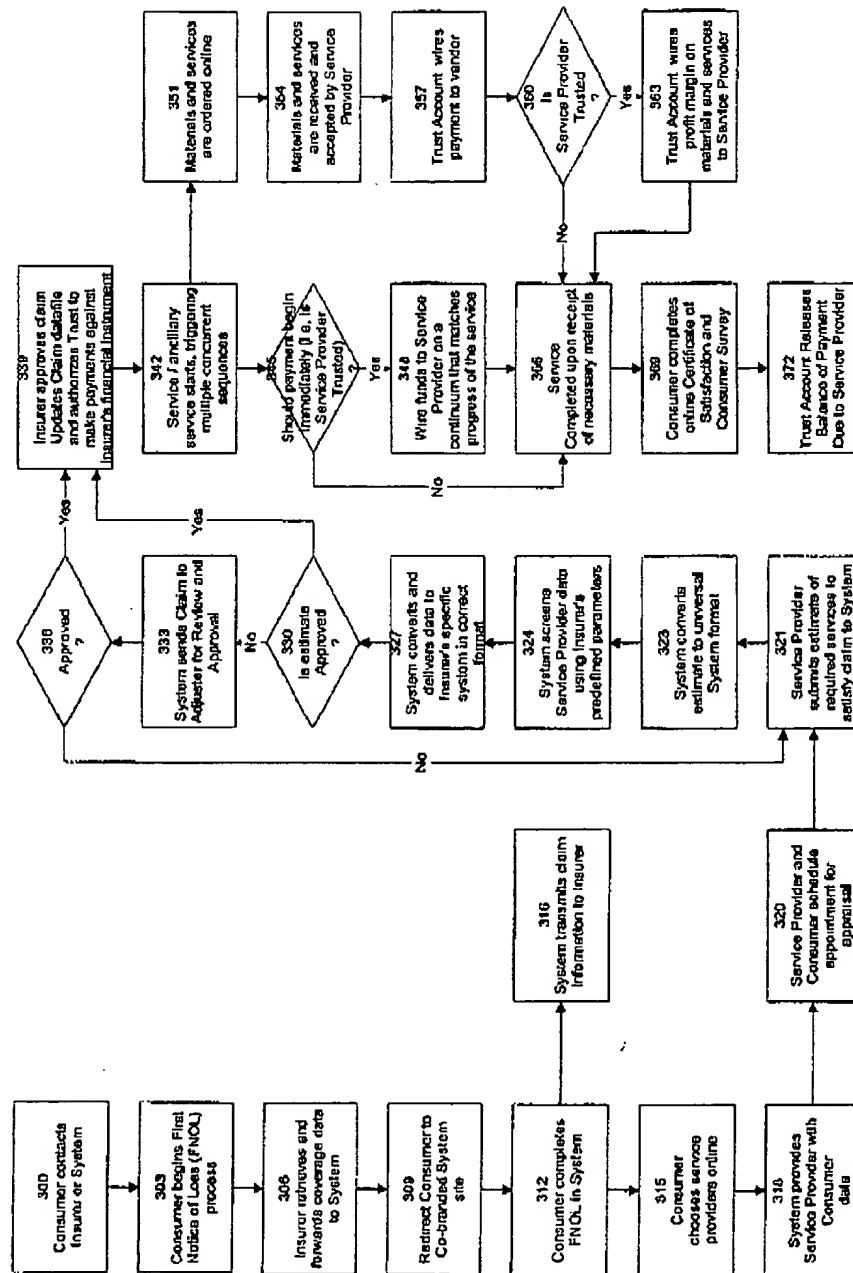 300
Consumer contacts
Insurer or System
303
Consumer begins First
Notice of Loss (FNOL)
process
306
Insurer retrieves and
forwards coverage data
to System
309
Redirect Consumer to
Co-branded System
site
312
Consumer completes
FNOL in System
315
Consumer
chooses service
providers online
318
System provides
Service Provider with
Consumer
data
316
System transmits claim
Information to Insurer
320
Service Provider and
Consumer schedule
appointment for
appraisal
321
Service Provider
submits estimate of
required services to
satisfy claim to System
323
System converts
estimate to universal
System format
324
System screens
Service Provider data
using Insurer's
predefined parameters
327
System converts and
delivers data to
Insurer's specific
system in correct
format
330
Is estimate
Approved
?
No
Yes
333
System sends Claim to
Adjuster for Review and
Approval
336
Approved
?
No
Yes
339
Insurer approves claim
Updates Claim datafile
and authorizes Trust to
make payments against
Insurer's financial Instrument
342
Service / ancillary
service starts, triggering
multiple concurrent
sequences
345
Should payment begin
immediately (I.e. Is
Service Provider
Trusted)
?
Yes
No
348
Wire funds to Service
Provider on a
continuum that matches
progress of the service
366
Service
Completed upon receipt
of necessary materials
369
Consumer completes
online Certificate of
Satisfaction and
Consumer Survey
372
Trust Account Releases
Balance of Payment
Due to Service Provider
351
Materials and services
are ordered online
354
Materials and services
are received and
accepted by Service
Provider
357
Trust Account wires
payment to vendor
360
Is
Service Provider
Trusted
?
No
Yes
363
Trust Account wires
profit margin on
materials and services
to Service Provider